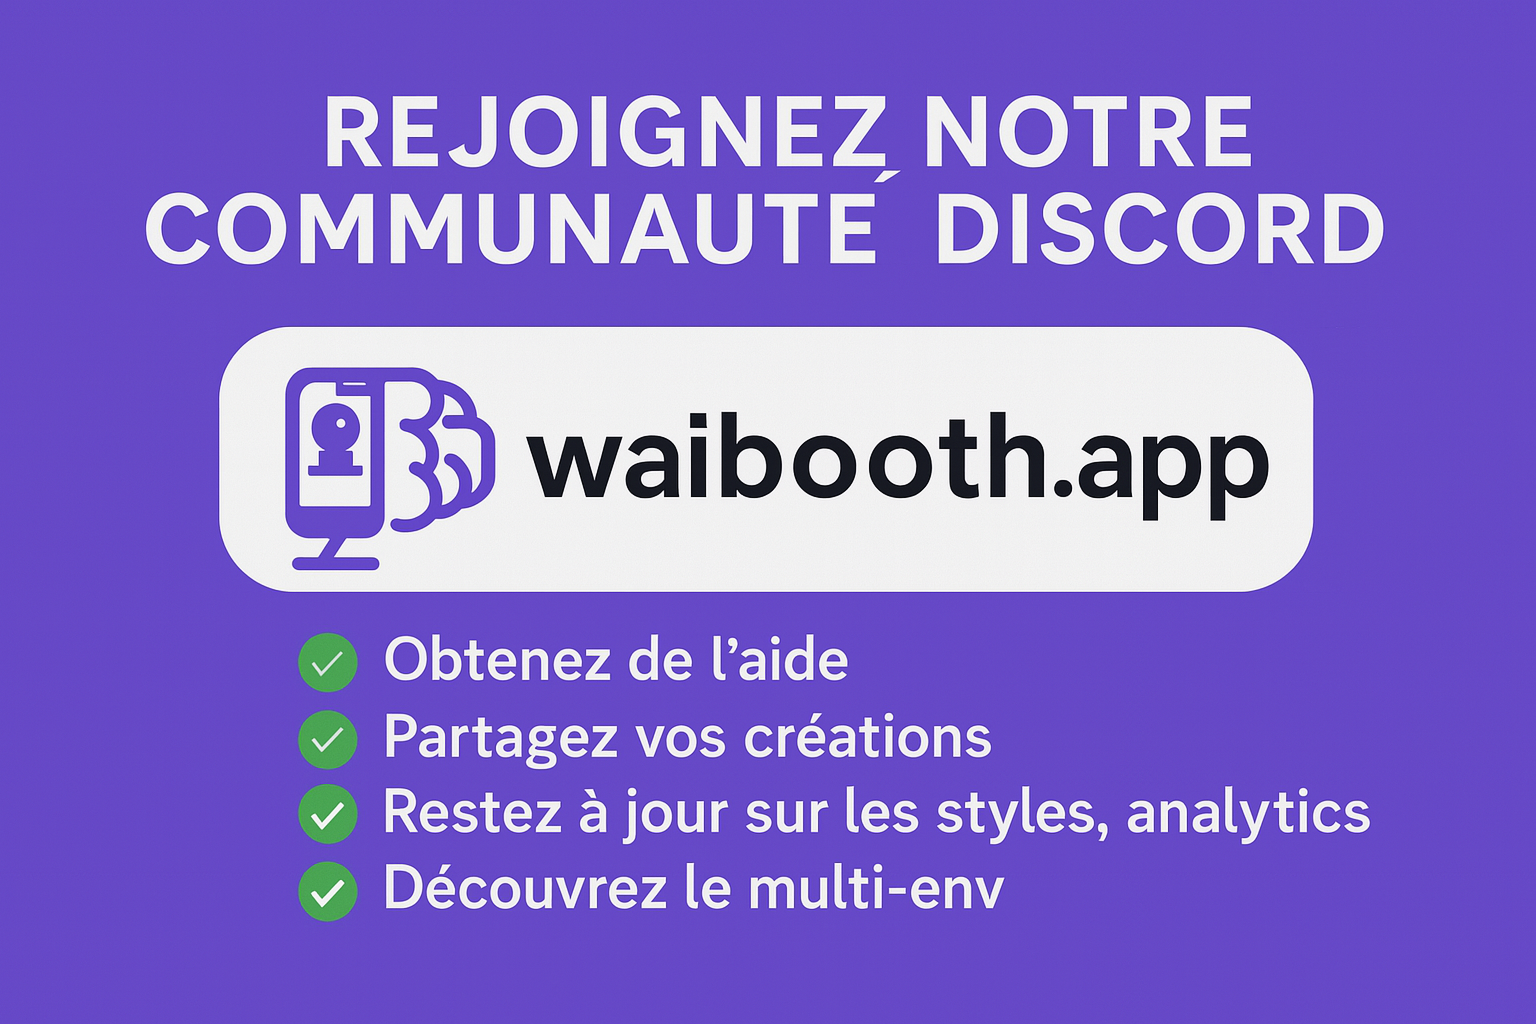 REJOIGNEZ NOTRE
COMMUNAUTÉ DISCORD
waibooth.app
Obtenez de l’aide
Partagez vos créations
Restez à jour sur les styles, analytics
Découvrez le multi-env